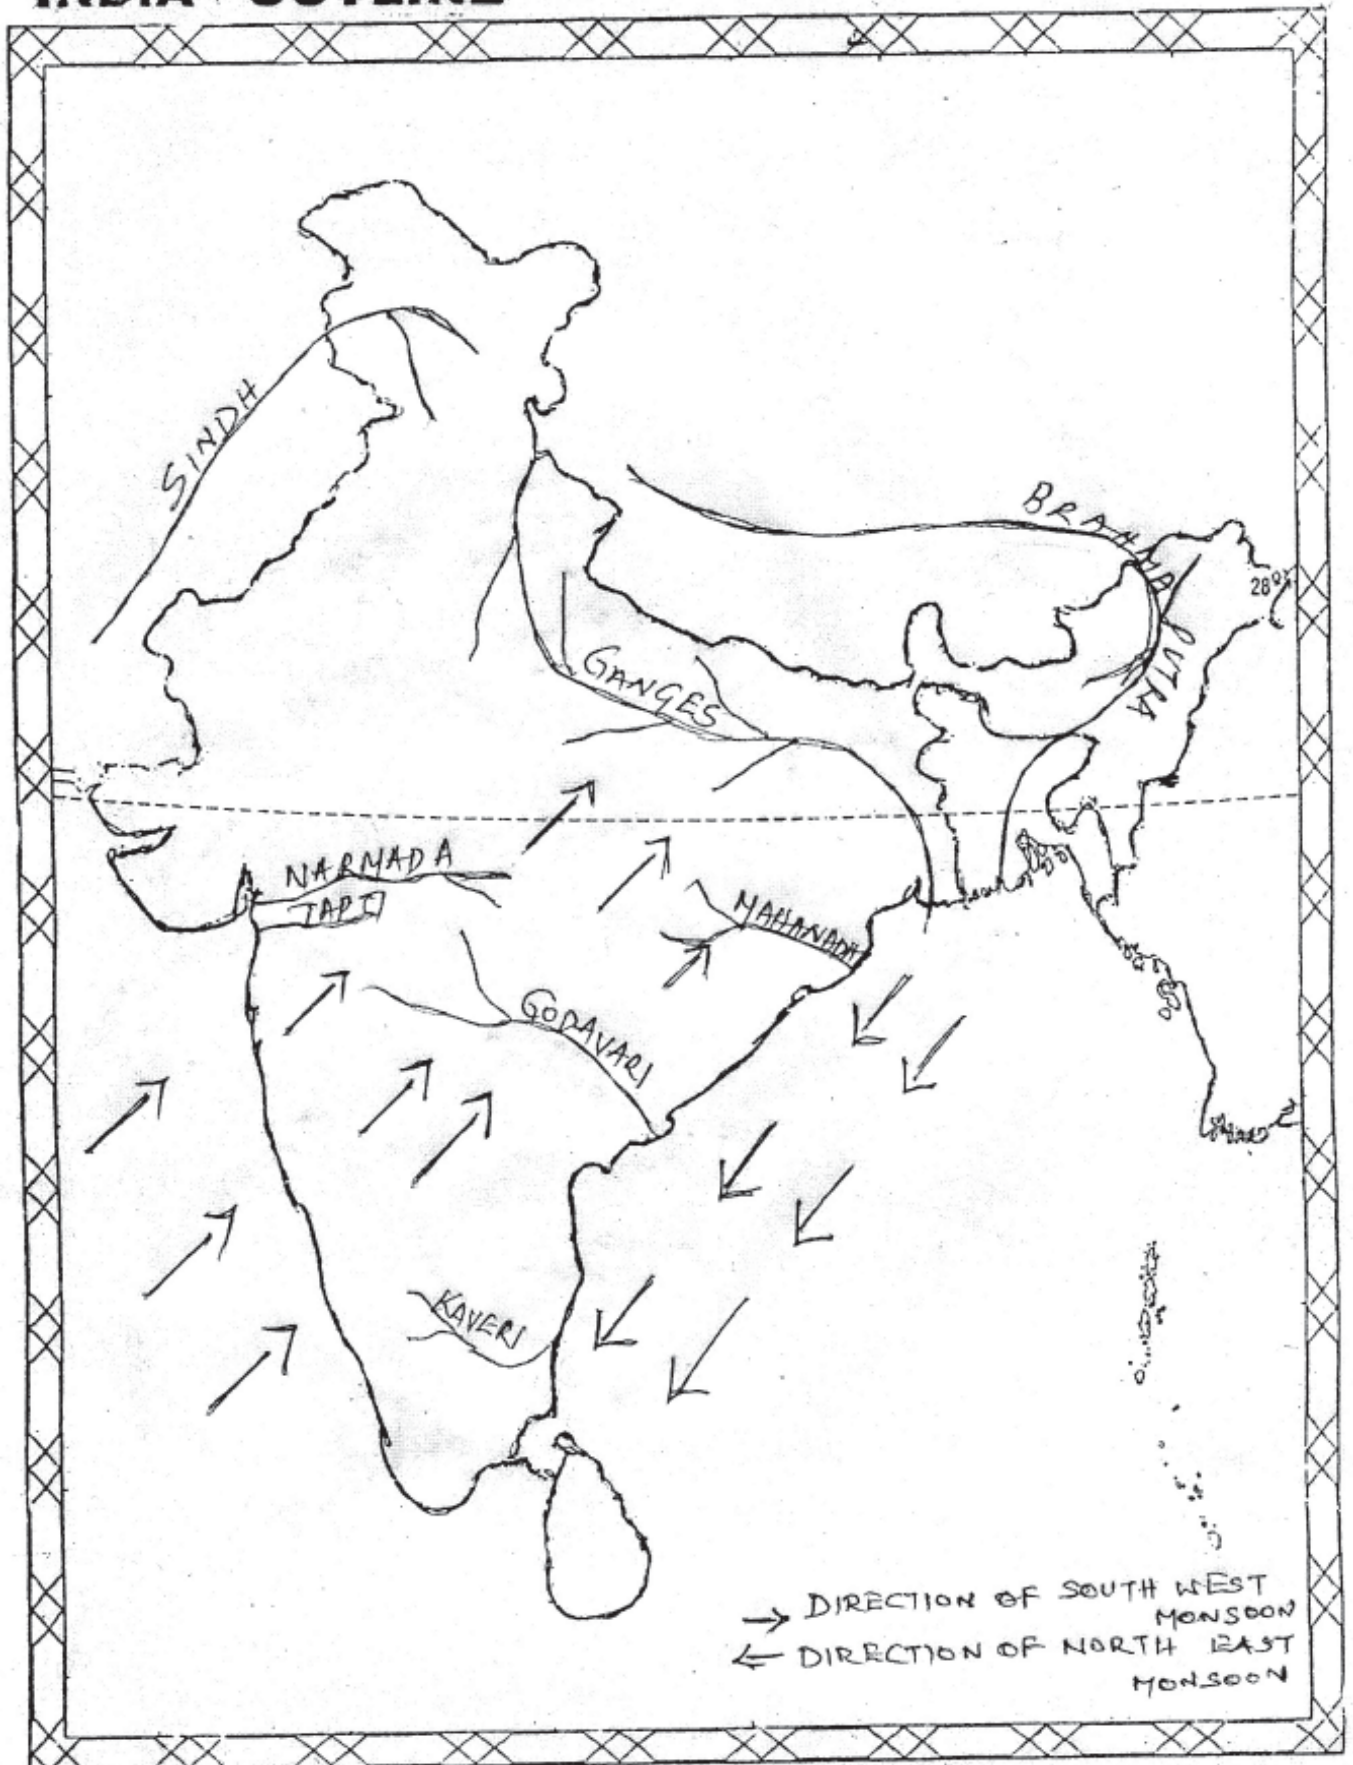 INDIA OUTLINE
SINDH
BRAHMAPUTRA
28°
GANGES
NARMADA
TAPTI
MAHANADHI
GODAVARI
KAVERI
→ DIRECTION OF SOUTH WEST
MONSOON
← DIRECTION OF NORTH EAST
MONSOON